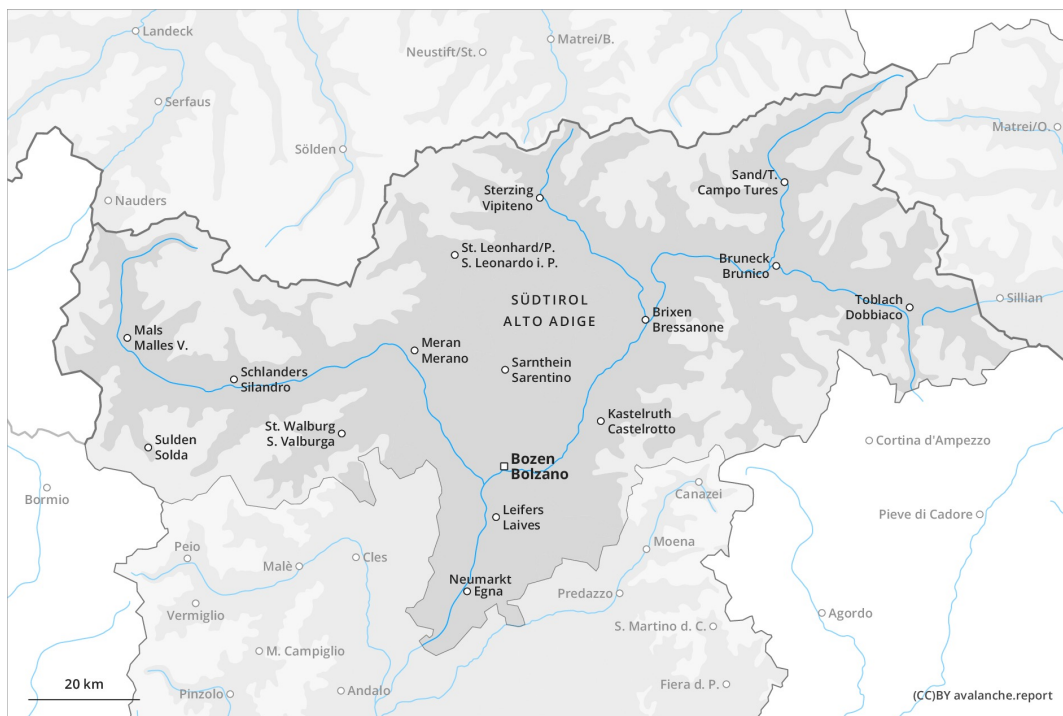 Landeck
Neustift/St.
Matrei/B.
Serfaus
Matrei/O.
Sölden
Sand/T.
Campo Tures
Sterzing
Vipiteno
Nauders
St. Leonhard/P.
S. Leonardo i. P.
Bruneck
Brunico
SÜDTIROL
ALTO ADIGE
Toblach
Dobbiaco
Sillian
Brixen
Bressanone
Mals
Malles V.
Meran
Merano
Sarnthein
Sarentino
Schlanders
Silandro
Kastelruth
Castelrotto
St. Walburg
S. Valburga
Sulden
Solda
Cortina d'Ampezzo
Bozen
Bolzano
Bormio
Canazei
Leifers
Laives
Pieve di Cadore
Peio
Malè
Cles
Moena
Neumarkt
Egna
Predazzo
Vermiglio
Agordo
S. Martino d. C.
M. Campiglio
20 km
Pinzolo
Andalo
Fiera d. P.
(CC)BY avalanche.report